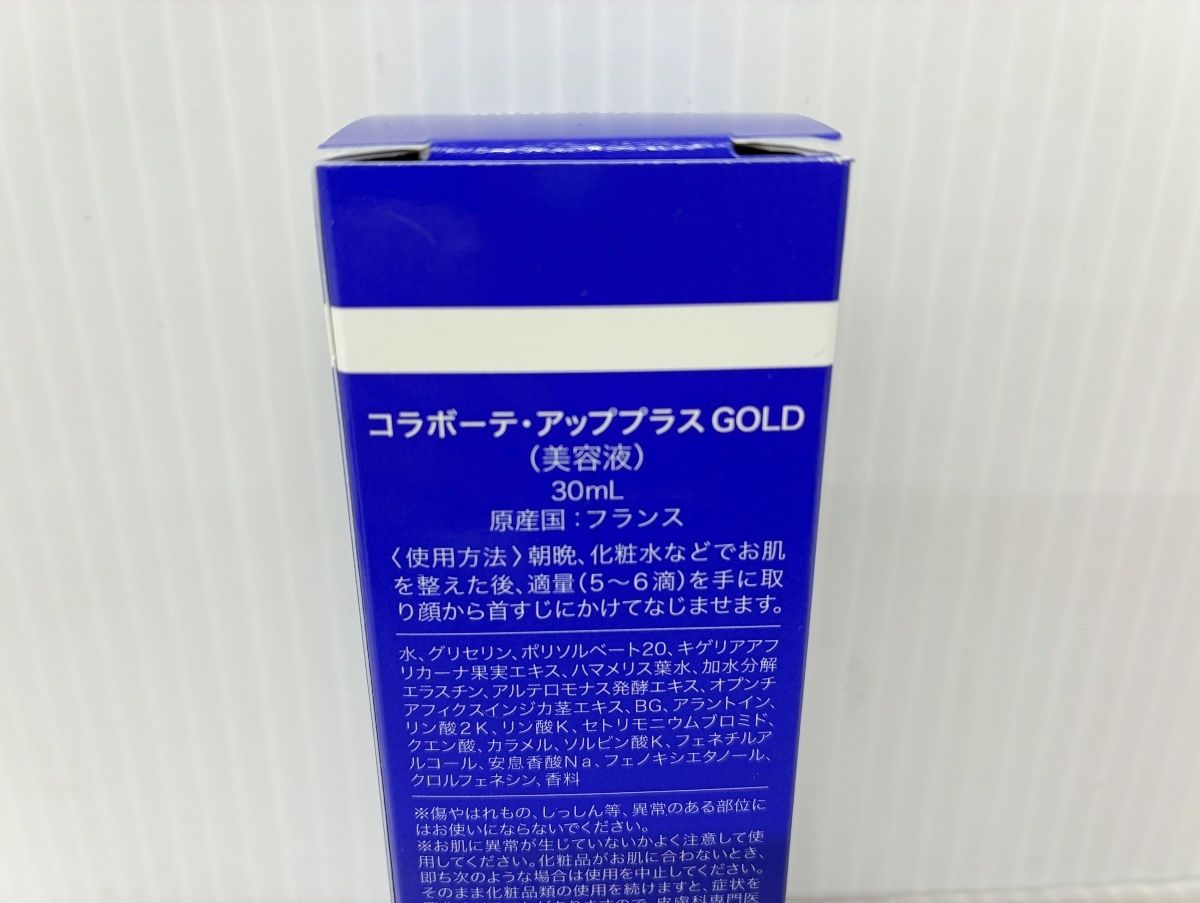 コラボーテ・アッププラスGOLD
(美容液)
30mL
原産国:フランス
〈使用方法〉朝晩、化粧水などでお肌
を整えた後、適量(5～6滴)を手に取
り顔から首すじにかけてなじませます。
水、グリセリン、ポリソルベート20、キゲリアアフ
リカーナ果実エキス、ハマメリス葉水、加水分解
エラスチン、アルテロモナス発酵エキス、オプンチ
アフィクスインジカ茎エキス、BG、アラントイン、
リン酸2K、リン酸K、セトリモニウムブロミド、
クエン酸、カラメル、ソルビン酸K、フェネチルア
ルコール、安息香酸Na、フェノキシエタノール、
クロルフェネシン、香料
※傷やはれもの、しっしん等、異常のある部位に
はお使いにならないでください。
※お肌に異常が生じていないかよく注意して使
用してください。化粧品がお肌に合わないとき、
即ち次のような場合は使用を中止してください。
そのまま化粧品類の使用を続けますと、症状を
ありますので、皮膚科専門医